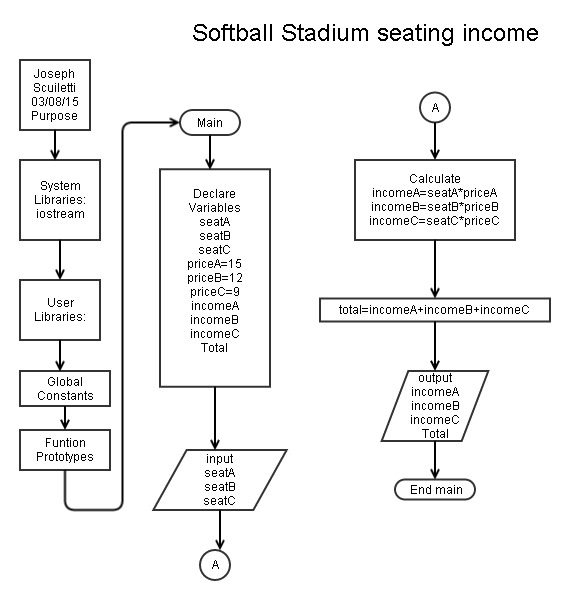 Softball Stadium seating income
Joseph
Scuiletti
03/08/15
Purpose
System
Libraries:
iostream
User
Libraries:
Global
Constants
Funtion
Prototypes
Main
Declare
Variables
seatA
seatB
seatC
priceA=15
priceB=12
priceC=9
incomeA
incomeB
incomeC
Total
input
seatA
seatB
seatC
A
A
Calculate
incomeA=seatA*priceA
incomeB=seatB*priceB
incomeC=seatC*priceC
total=incomeA+incomeB+incomeC
output
incomeA
incomeB
incomeC
Total
End main